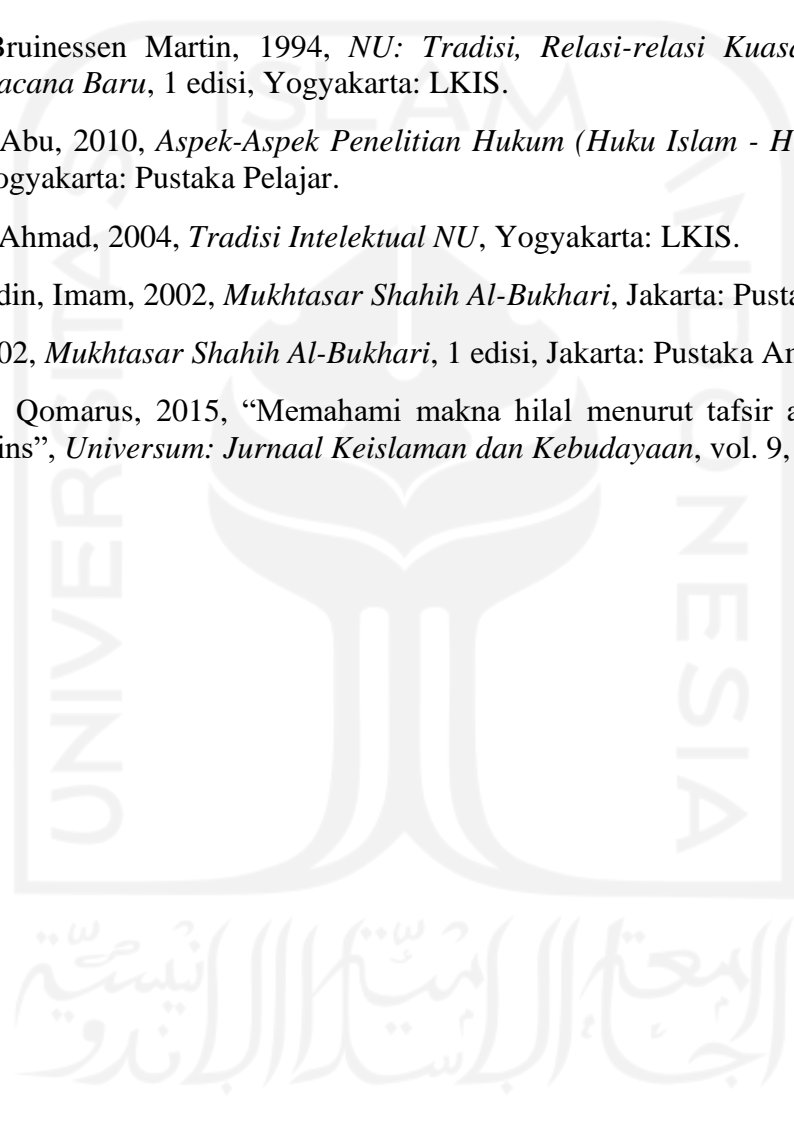 Bruinessen Martin, 1994, NU: Tradisi, Relasi-relasi Kuasa
acana Baru, 1 edisi, Yogyakarta: LKIS.
Abu, 2010, Aspek-Aspek Penelitian Hukum (Huku Islam - H
ogyakarta: Pustaka Pelajar.
Ahmad, 2004, Tradisi Intelektual NU, Yogyakarta: LKIS.
din, Imam, 2002, Mukhtasar Shahih Al-Bukhari, Jakarta: Pusta
02, Mukhtasar Shahih Al-Bukhari, 1 edisi, Jakarta: Pustaka A
Qomarus, 2015, “Memahami makna hilal menurut tafsir a
ins”, Universum: Jurnaal Keislaman dan Kebudayaan, vol. 9,
ISLAM
UNIVERSITAS
INDONESIA